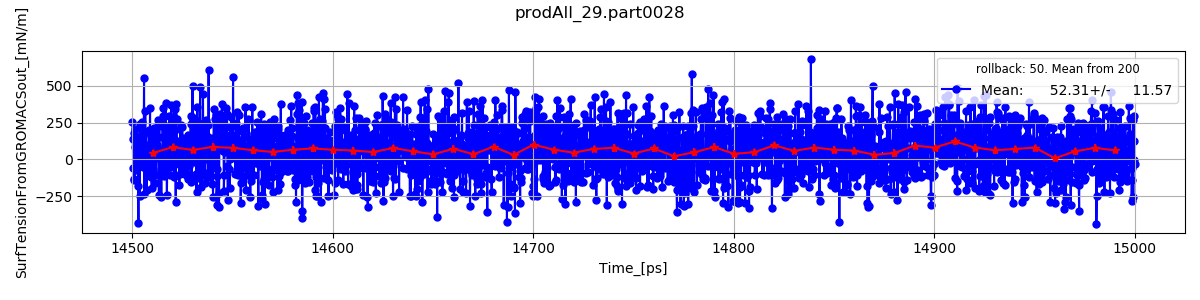 prodAll_29.part0028
SurfTensionFromGROMACSout_[mN/m]
500
250
0
−250
rollback: 50. Mean from 200
Mean: 52.31+/- 11.57
14500 14600 14700 14800 14900 15000
Time_[ps]